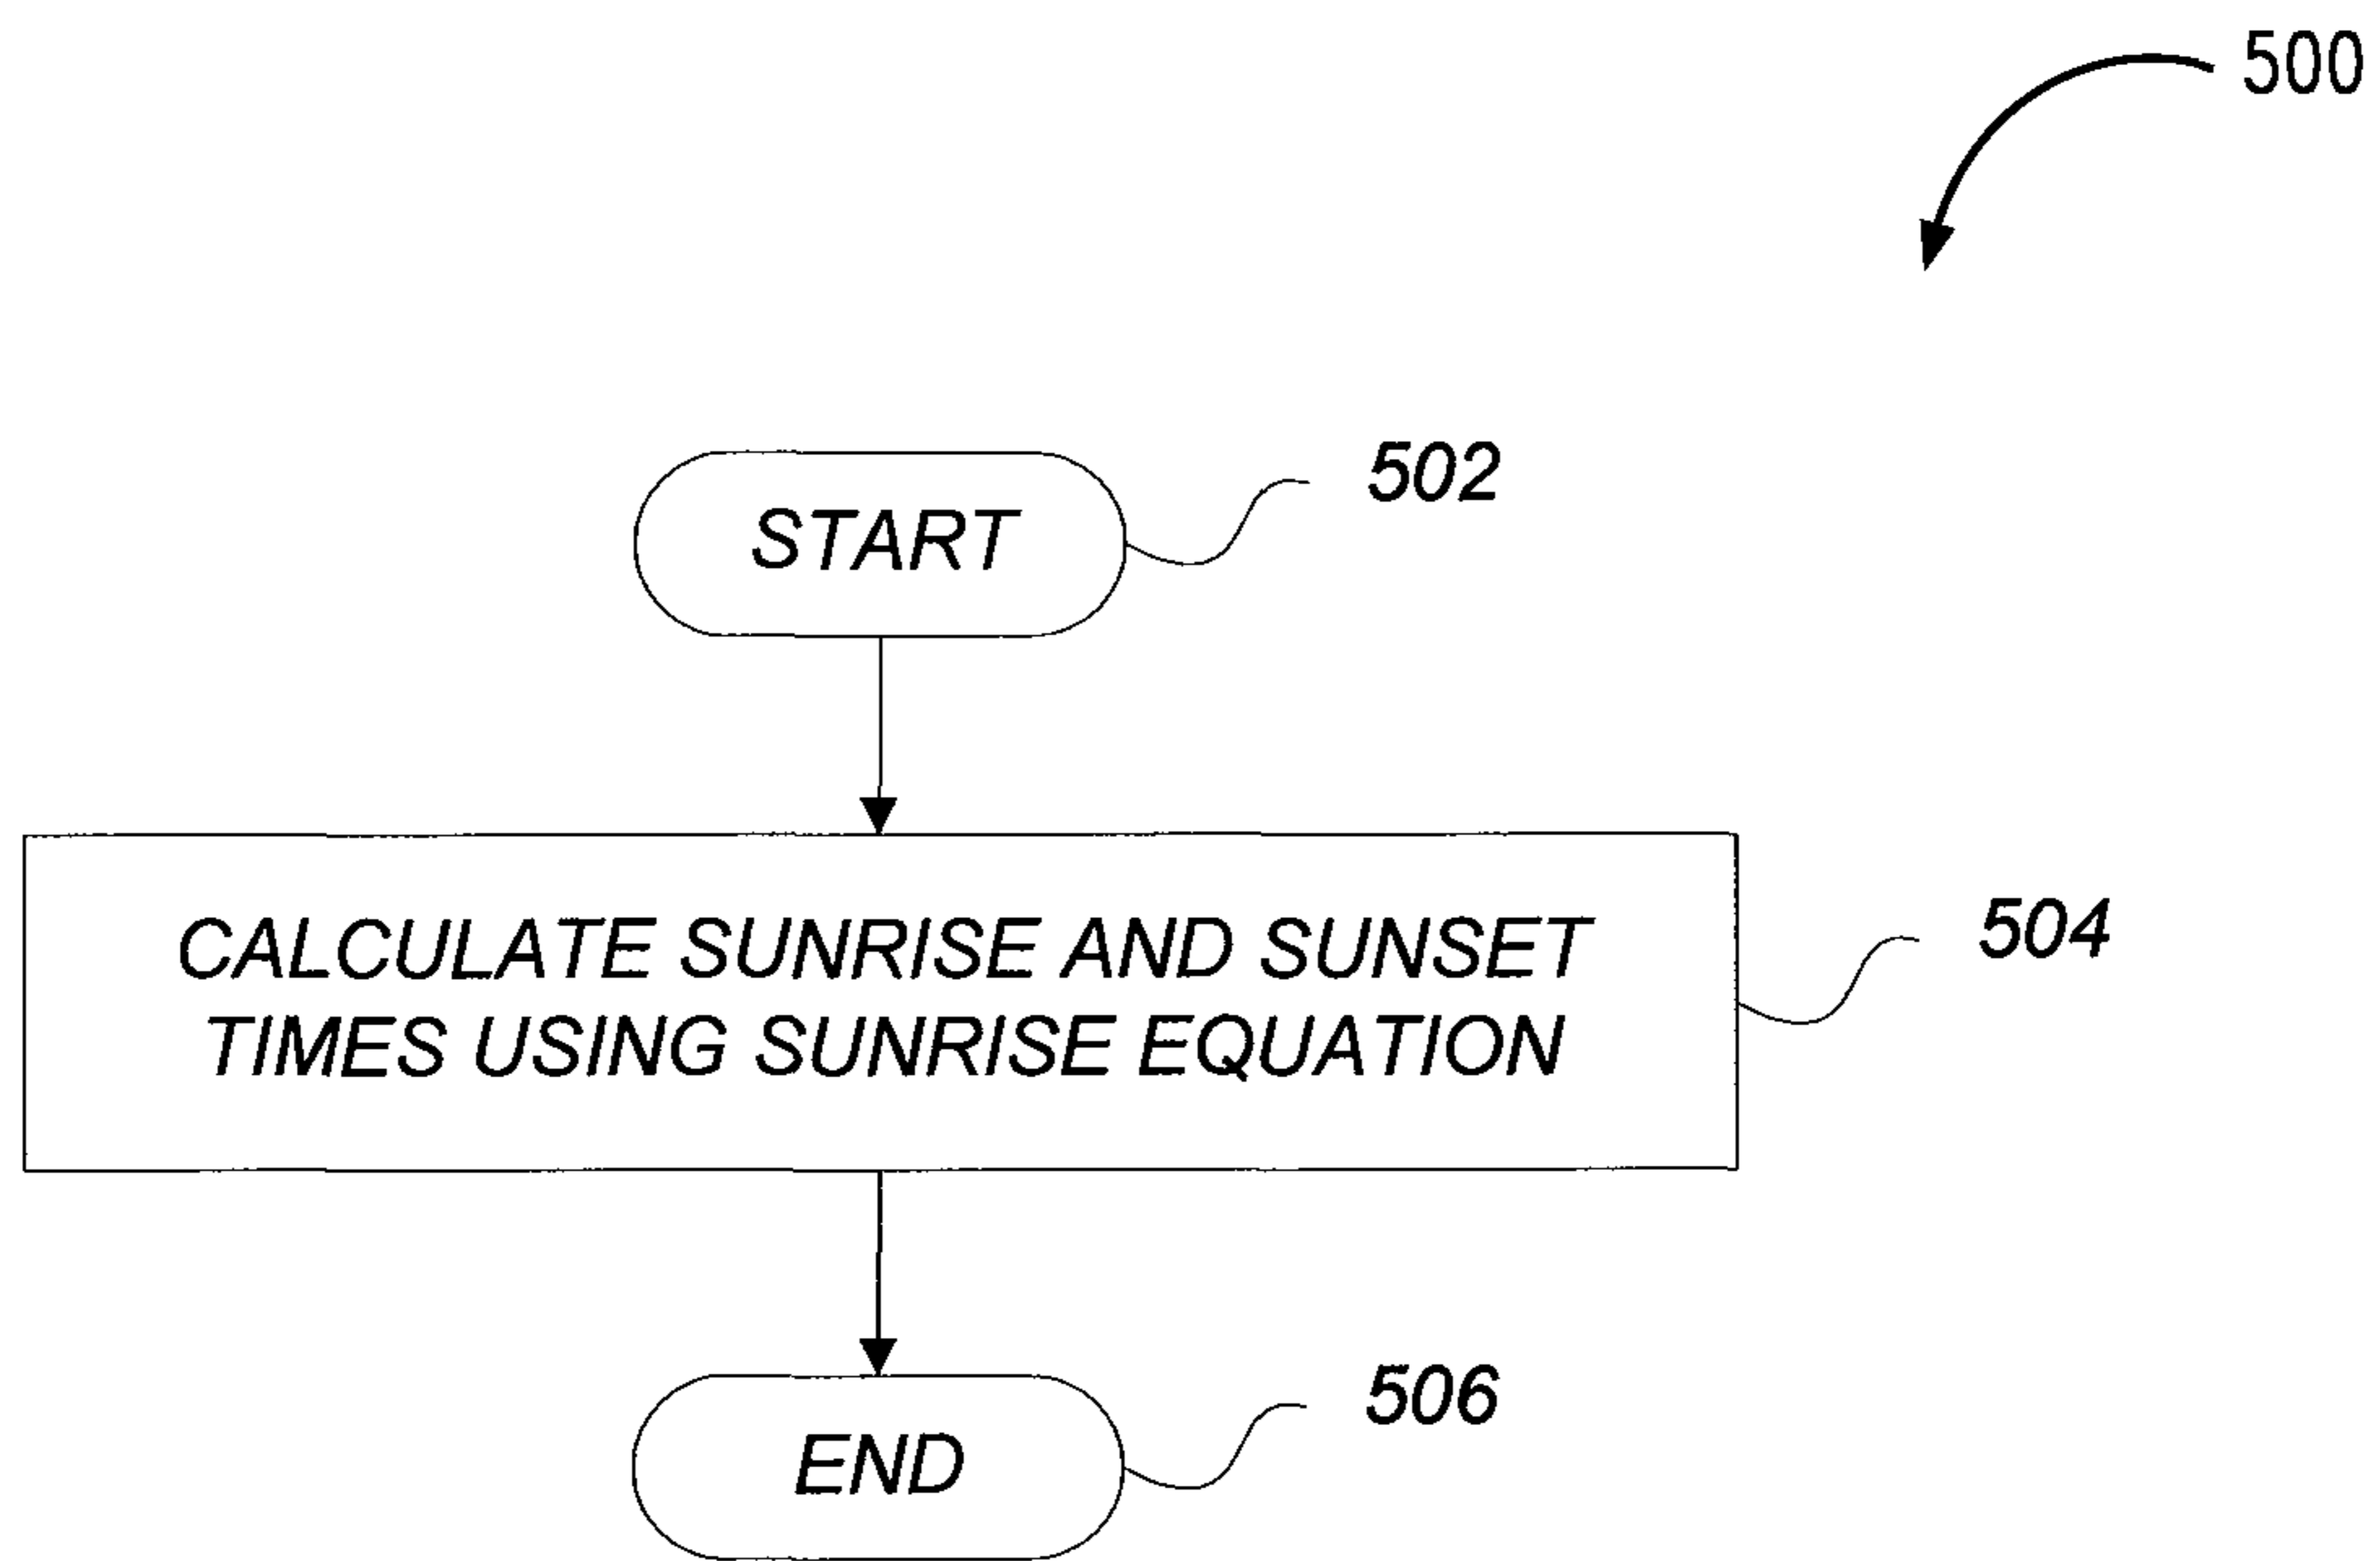 500
START
502
CALCULATE SUNRISE AND SUNSET
TIMES USING SUNRISE EQUATION
504
END
506